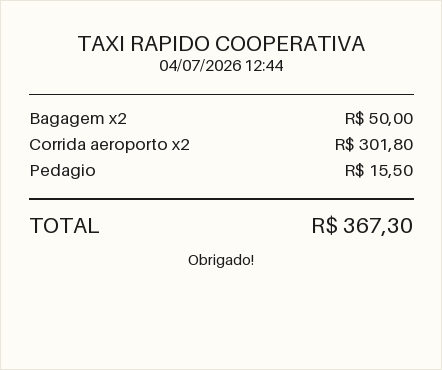 TAXI RAPIDO COOPERATIVA
04/07/2026 12:44
Bagagem x2 R$ 50,00
Corrida aeroporto x2 R$ 301,80
Pedagio R$ 15,50
TOTAL R$ 367,30
Obrigado!